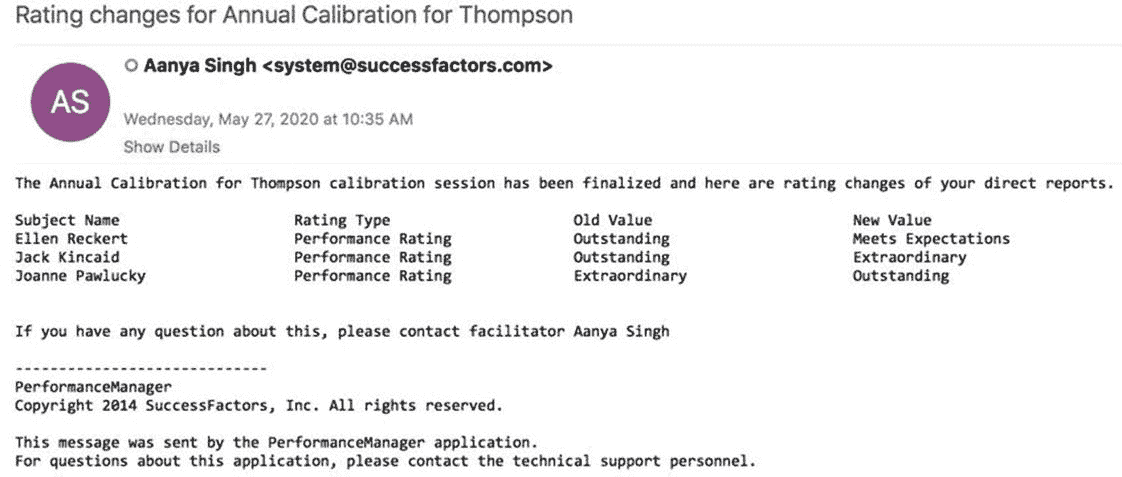 Rating changes for Annual Calibration for Thompson
Aanya Singh <system@successfactors.com>
AS
Wednesday, May 27, 2020 at 10:35 AM
Show Details
The Annual Calibration for Thompson calibration session has been finalized and here are rating changes of your direct reports.
Subject Name Rating Type Old Value New Value
Ellen Reckert Performance Rating Outstanding Meets Expectations
Jack Kincaid Performance Rating Outstanding Extraordinary
Joanne Pawlucky Performance Rating Extraordinary Outstanding
If you have any question about this, please contact facilitator Aanya Singh
-----------------------------
PerformanceManager
Copyright 2014 SuccessFactors, Inc. All rights reserved.
This message was sent by the PerformanceManager application.
For questions about this application, please contact the technical support personnel.